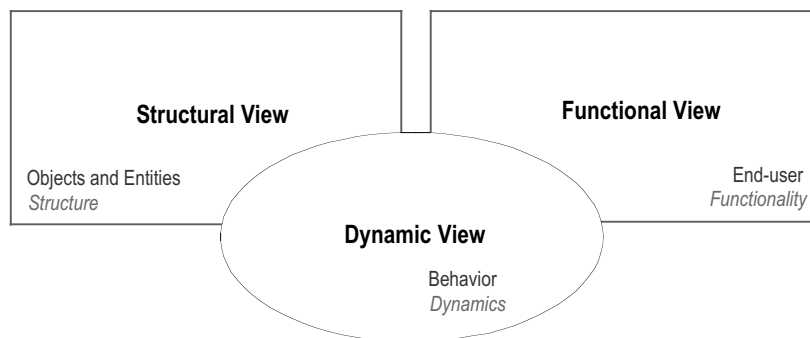 Structural View
Objects and Entities
Structure
Functional View
End-user
Functionality
Dynamic View
Behavior
Dynamics